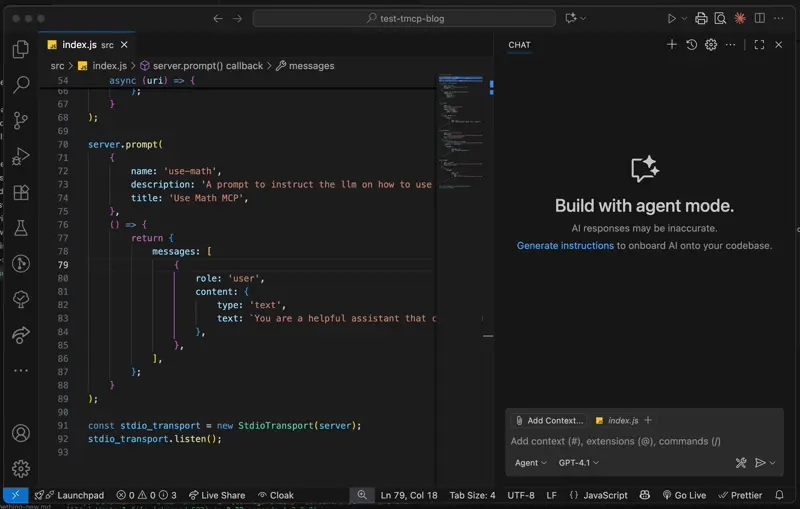 test-tmcp-blog
index.js src
src > index.js > server.prompt() callback > messages
54 async (uri) => {
66 };
67 }
68 );
69
70 server.prompt(
71 {
72 name: 'use-math',
73 description: 'A prompt to instruct the llm on how to use
74 title: 'Use Math MCP',
75 },
76 () => {
77 return {
78 messages: [
79 {
80 role: 'user',
81 content: {
82 type: 'text',
83 text: `You are a helpful assistant that
84 },
85 },
86 ],
87 };
88 }
89 );
90
91 const stdio_transport = new StdioTransport(server);
92 stdio_transport.listen();
93
CHAT
Build with agent mode.
AI responses may be inaccurate.
Generate instructions to onboard AI onto your codebase.
Add Context... index.js
Add context (#), extensions (@), commands (/)
Agent GPT-4.1
Launchpad 0 0 3 Live Share Cloak Ln 79, Col 18 Tab Size: 4 UTF-8 LF {} JavaScript Go Live Prettier